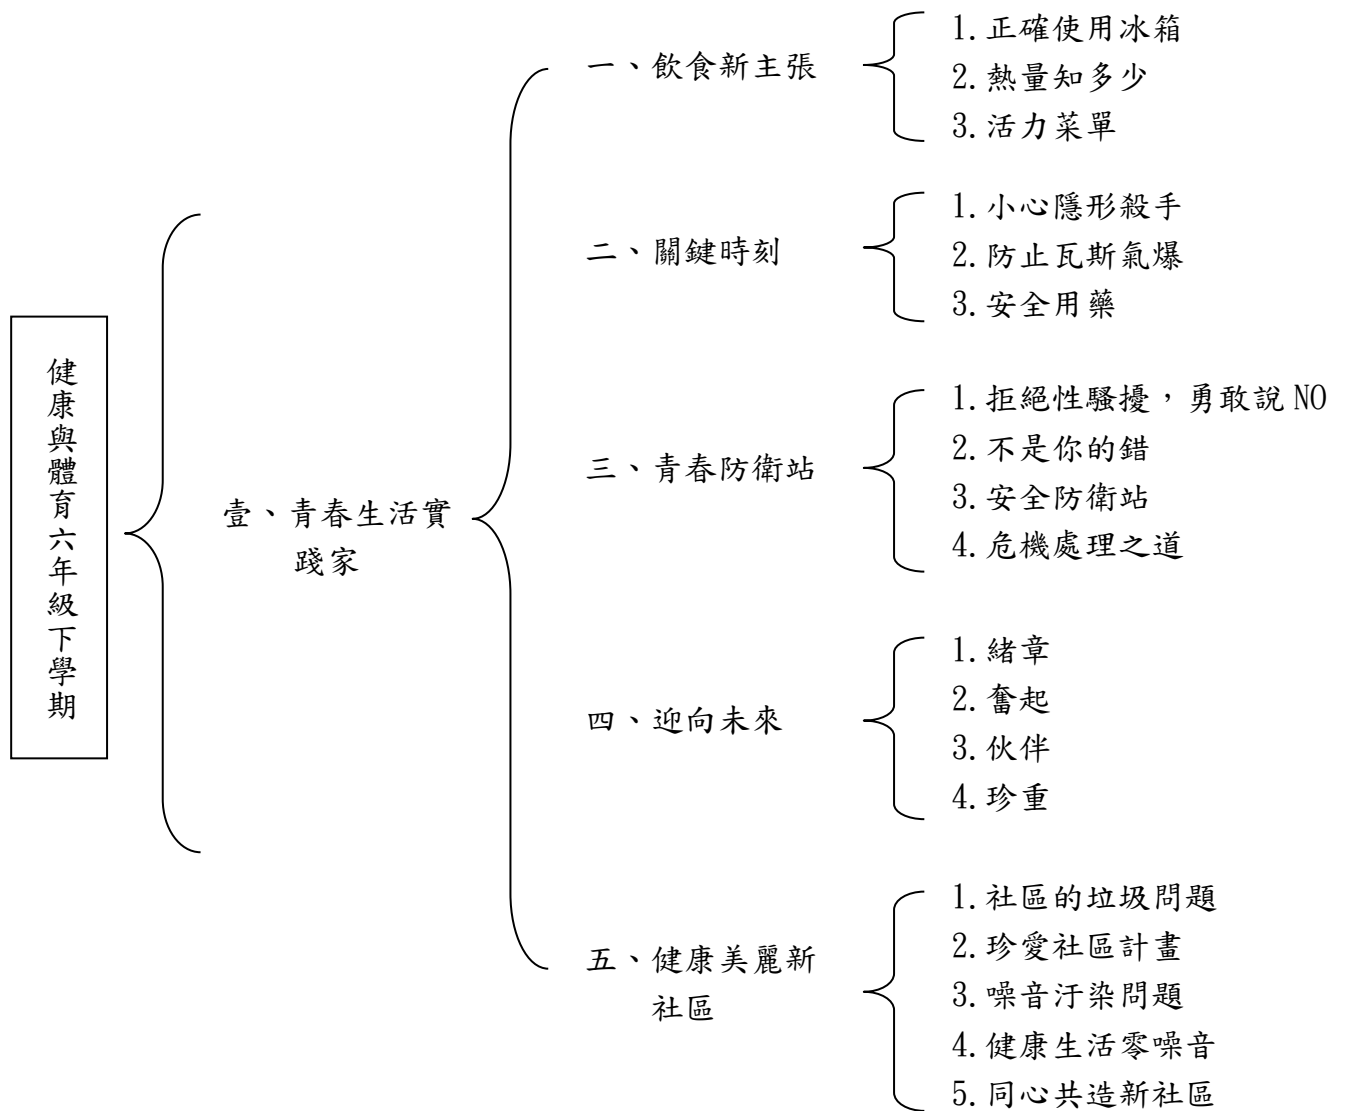 健康與體育六年級下學期
壹、青春生活實
踐家
一、飲食新主張
1.正確使用冰箱
2.熱量知多少
3.活力菜單
二、關鍵時刻
1.小心隱形殺手
2.防止瓦斯氣爆
3.安全用藥
三、青春防衛站
1.拒絕性騷擾，勇敢說 NO
2.不是你的錯
3.安全防衛站
4.危機處理之道
四、迎向未來
1.緒章
2.奮起
3.伙伴
4.珍重
五、健康美麗新
社區
1.社區的垃圾問題
2.珍愛社區計畫
3.噪音汙染問題
4.健康生活零噪音
5.同心共造新社區